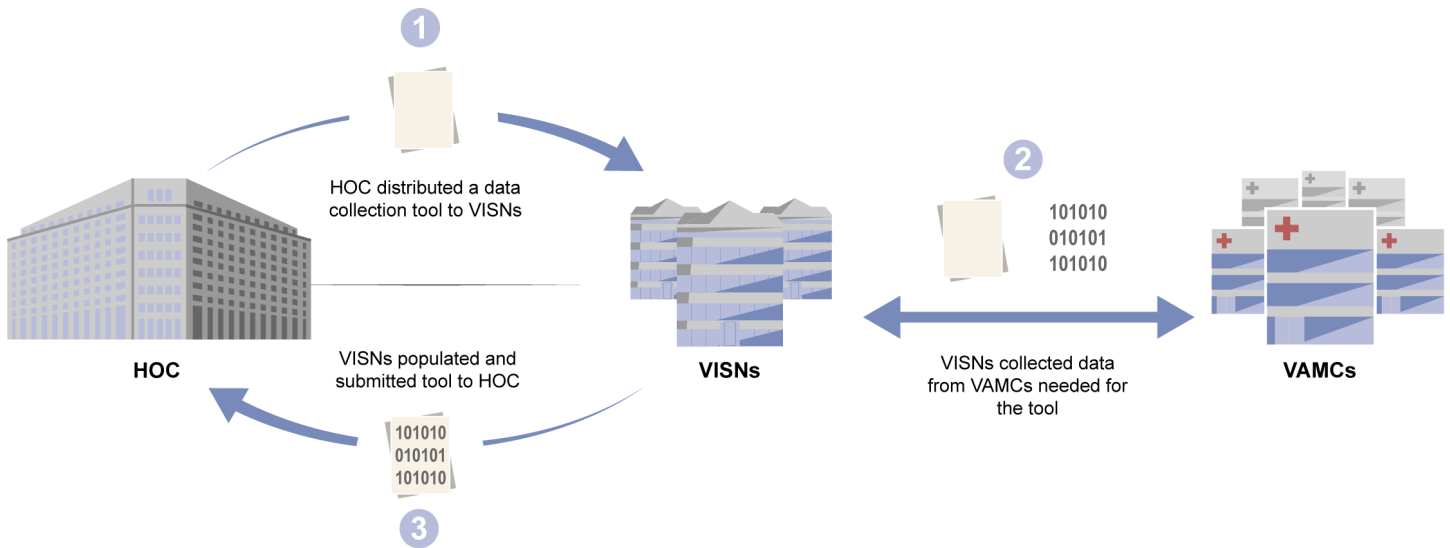 1
HOC distributed a data
collection tool to VISNs
2
101010
010101
101010
HOC
VISNs
VAMCs
VISNs populated and
submitted tool to HOC
VISNs collected data
from VAMCs needed for
the tool
101010
010101
101010
3